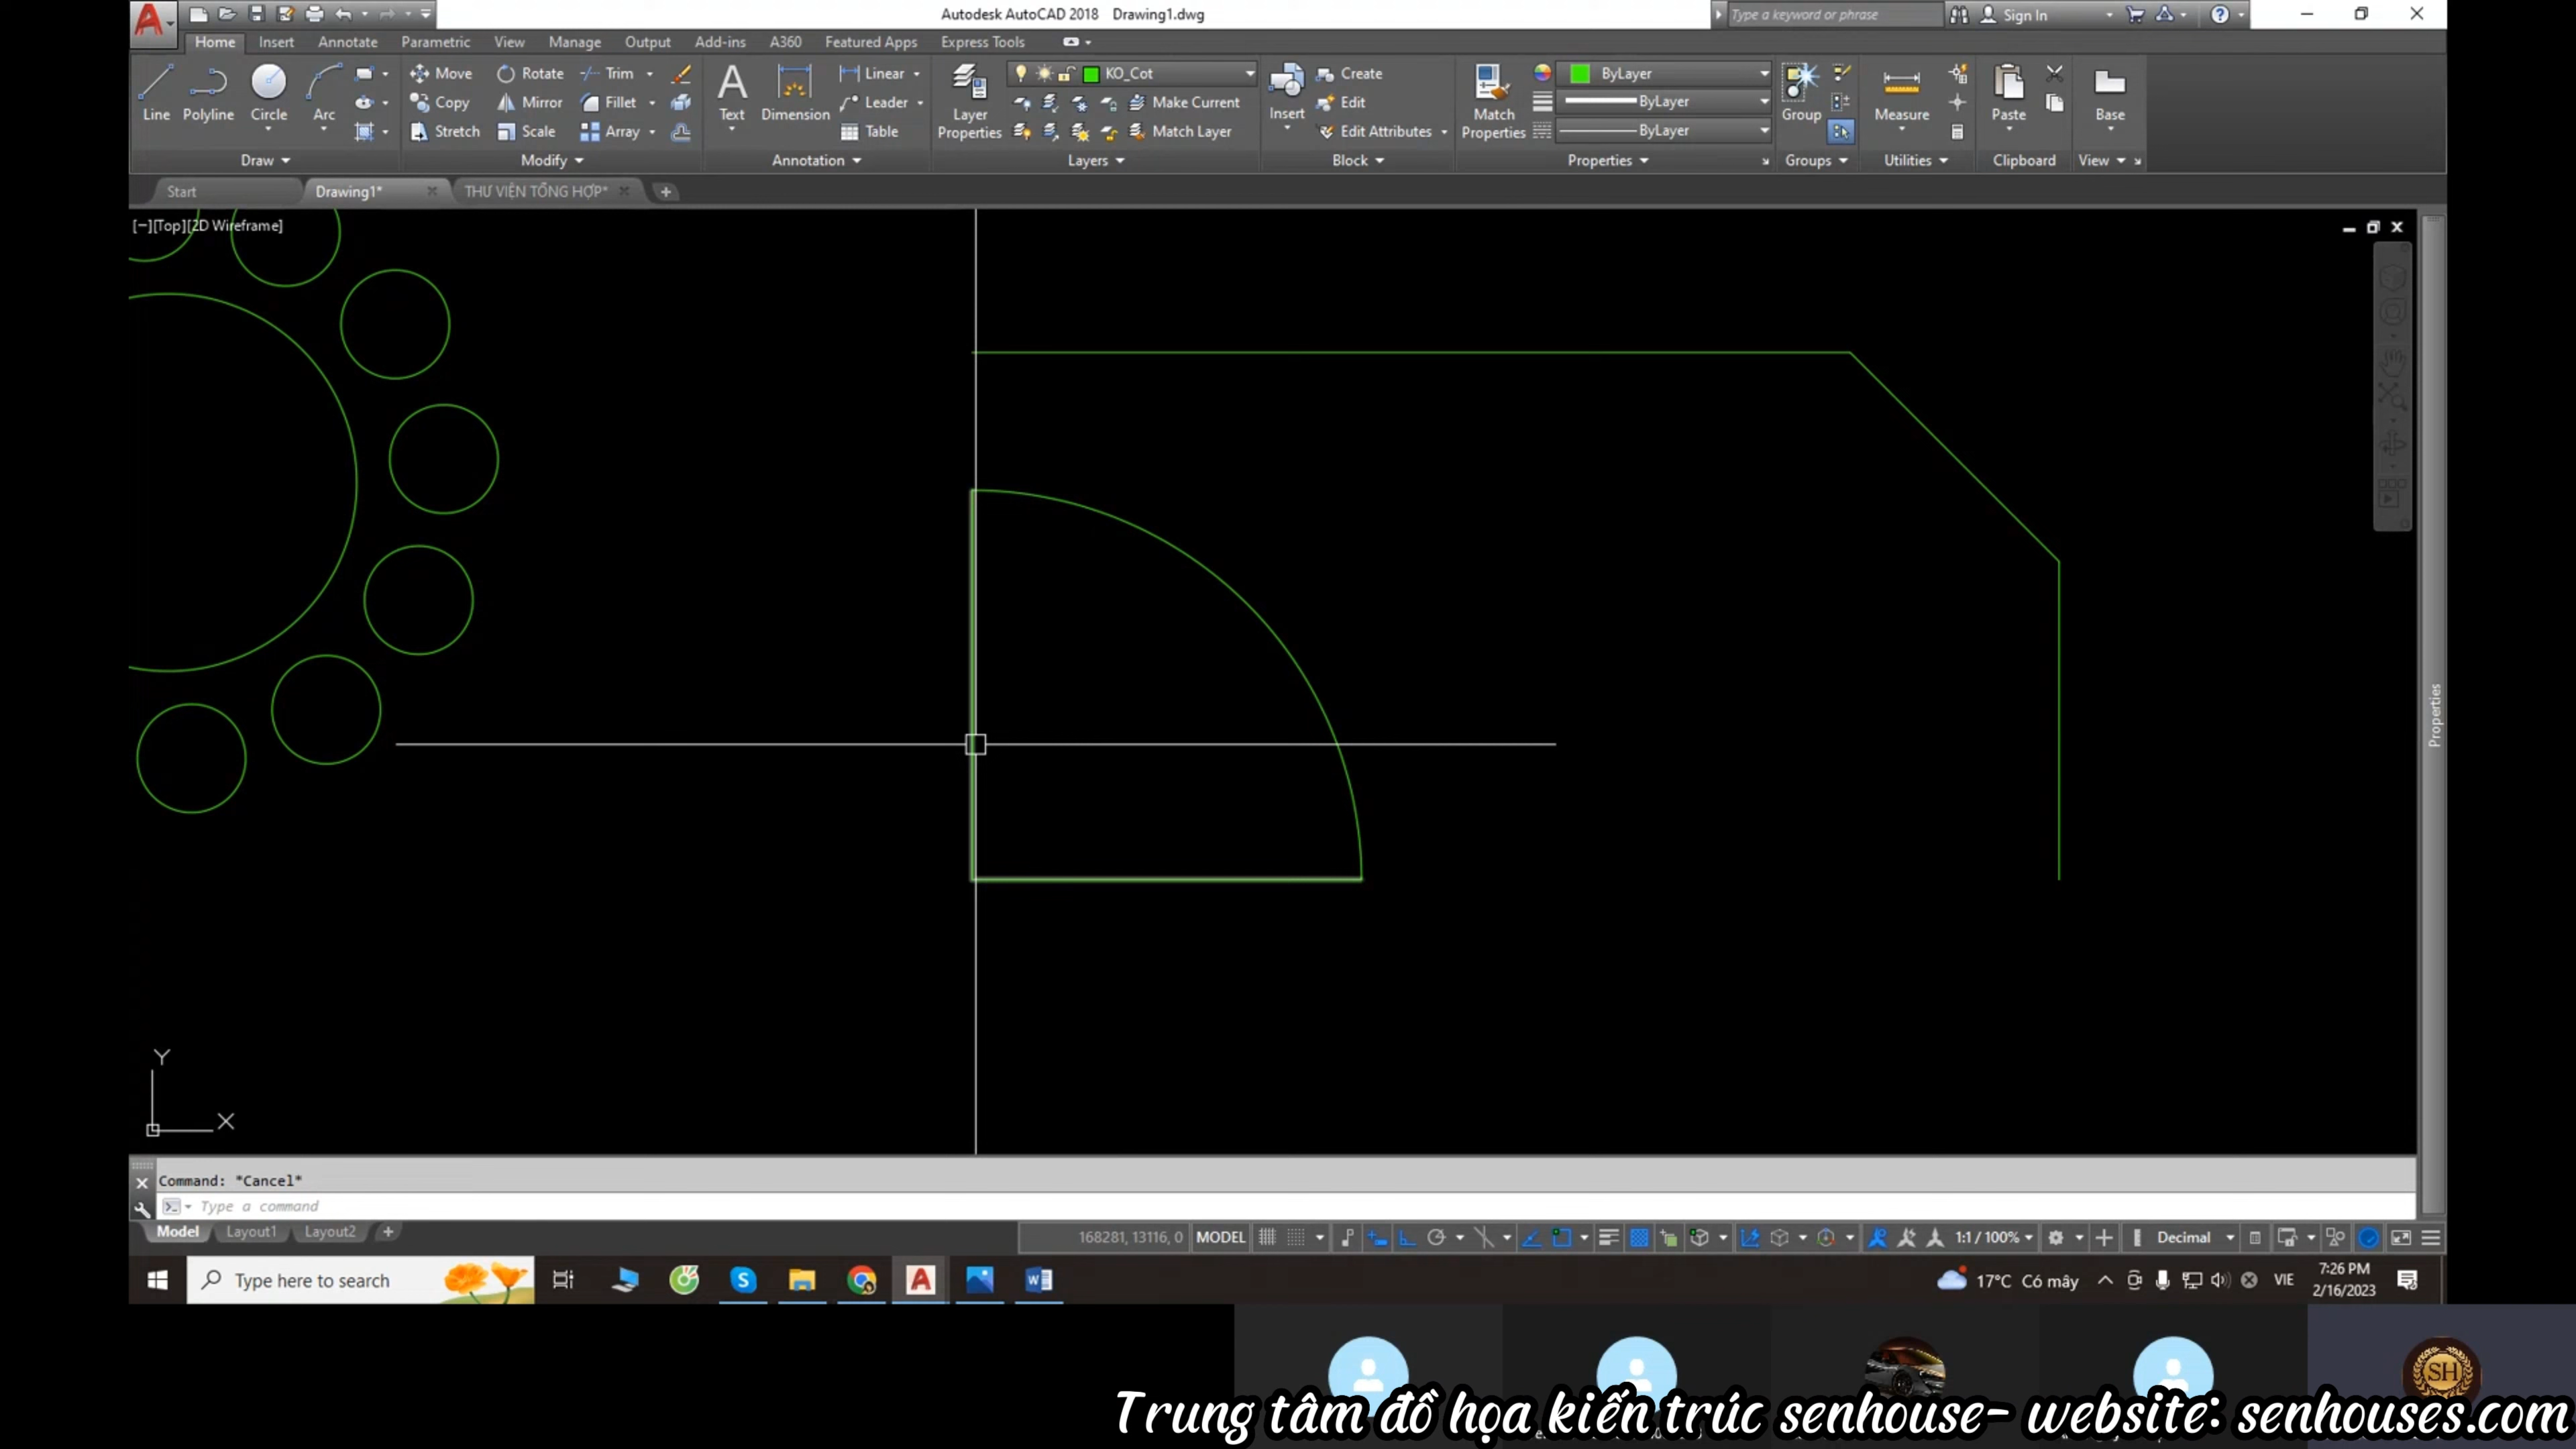 Autodesk AutoCAD 2018 Drawing1.dwg
Type a keyword or phrase
Sign In
Home Insert Annotate Parametric View Manage Output Add-ins A360 Featured Apps Express Tools
Line Polyline Circle Arc
Move Rotate Trim
Copy Mirror Fillet
Stretch Scale Array
Text Dimension
Linear
Leader
Table
Layer Properties
KO_Cot
Make Current
Match Layer
Insert
Create
Edit
Edit Attributes
Match Properties
ByLayer
ByLayer
ByLayer
Group
Measure
Paste
Base
Draw Modify Annotation Layers Block Properties Groups Utilities Clipboard View
Start Drawing1* THƯ VIỆN TỔNG HỢP*
[−][Top][2D Wireframe]
Properties
Y
X
Command: *Cancel*
Type a command
Model Layout1 Layout2
168281, 13116, 0 MODEL 1:1 / 100% Decimal
Type here to search
17°C Có mây
VIE
7:26 PM
2/16/2023
SH
Trung tâm đồ họa kiến trúc senhouse- website: senhouses.com